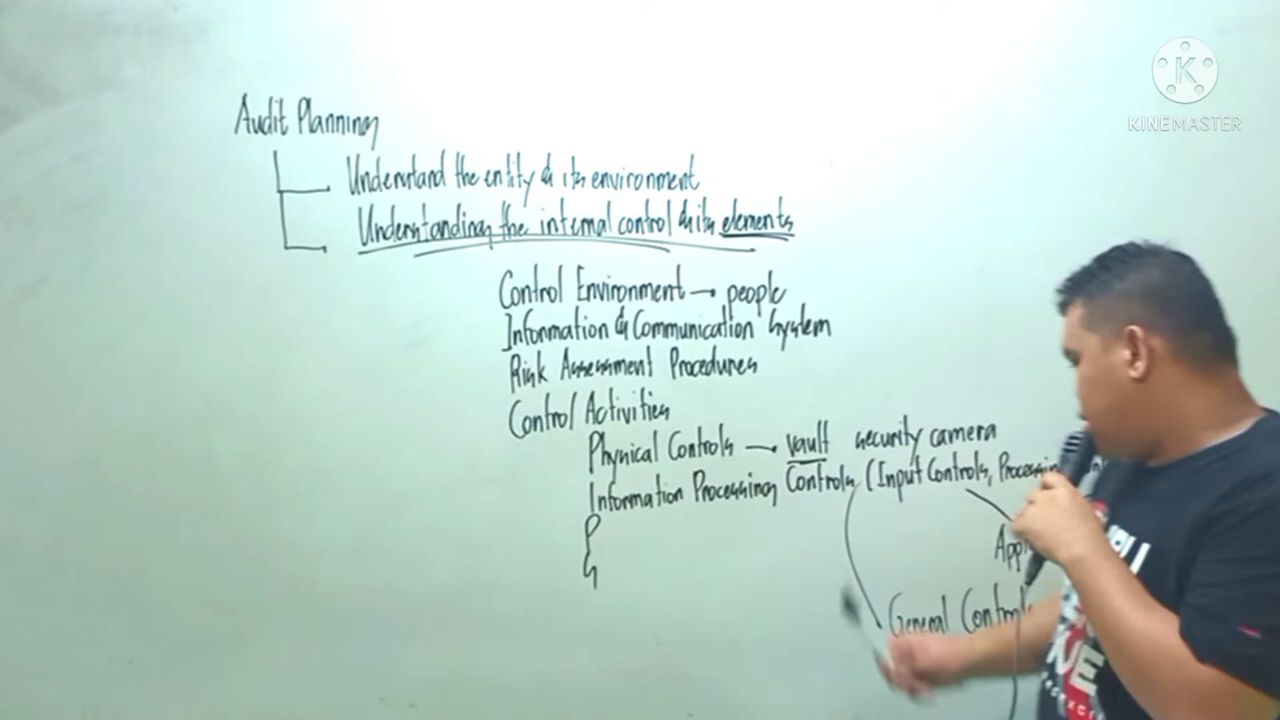 K
KINEMASTER
Audit Planning
Understand the entity & its environment
Understanding the internal control & its elements
Control Environment → people
Information & Communication System
Risk Assessment Procedures
Control Activities
Physical Controls → vault security camera
Information Processing Controls (Input Controls,
P
S
General Controls